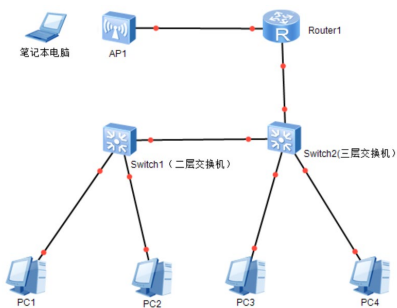 笔记本电脑
AP1
Router1
R
Switch1（二层交换机）
Switch2(三层交换机）
PC1
PC2
PC3
PC4